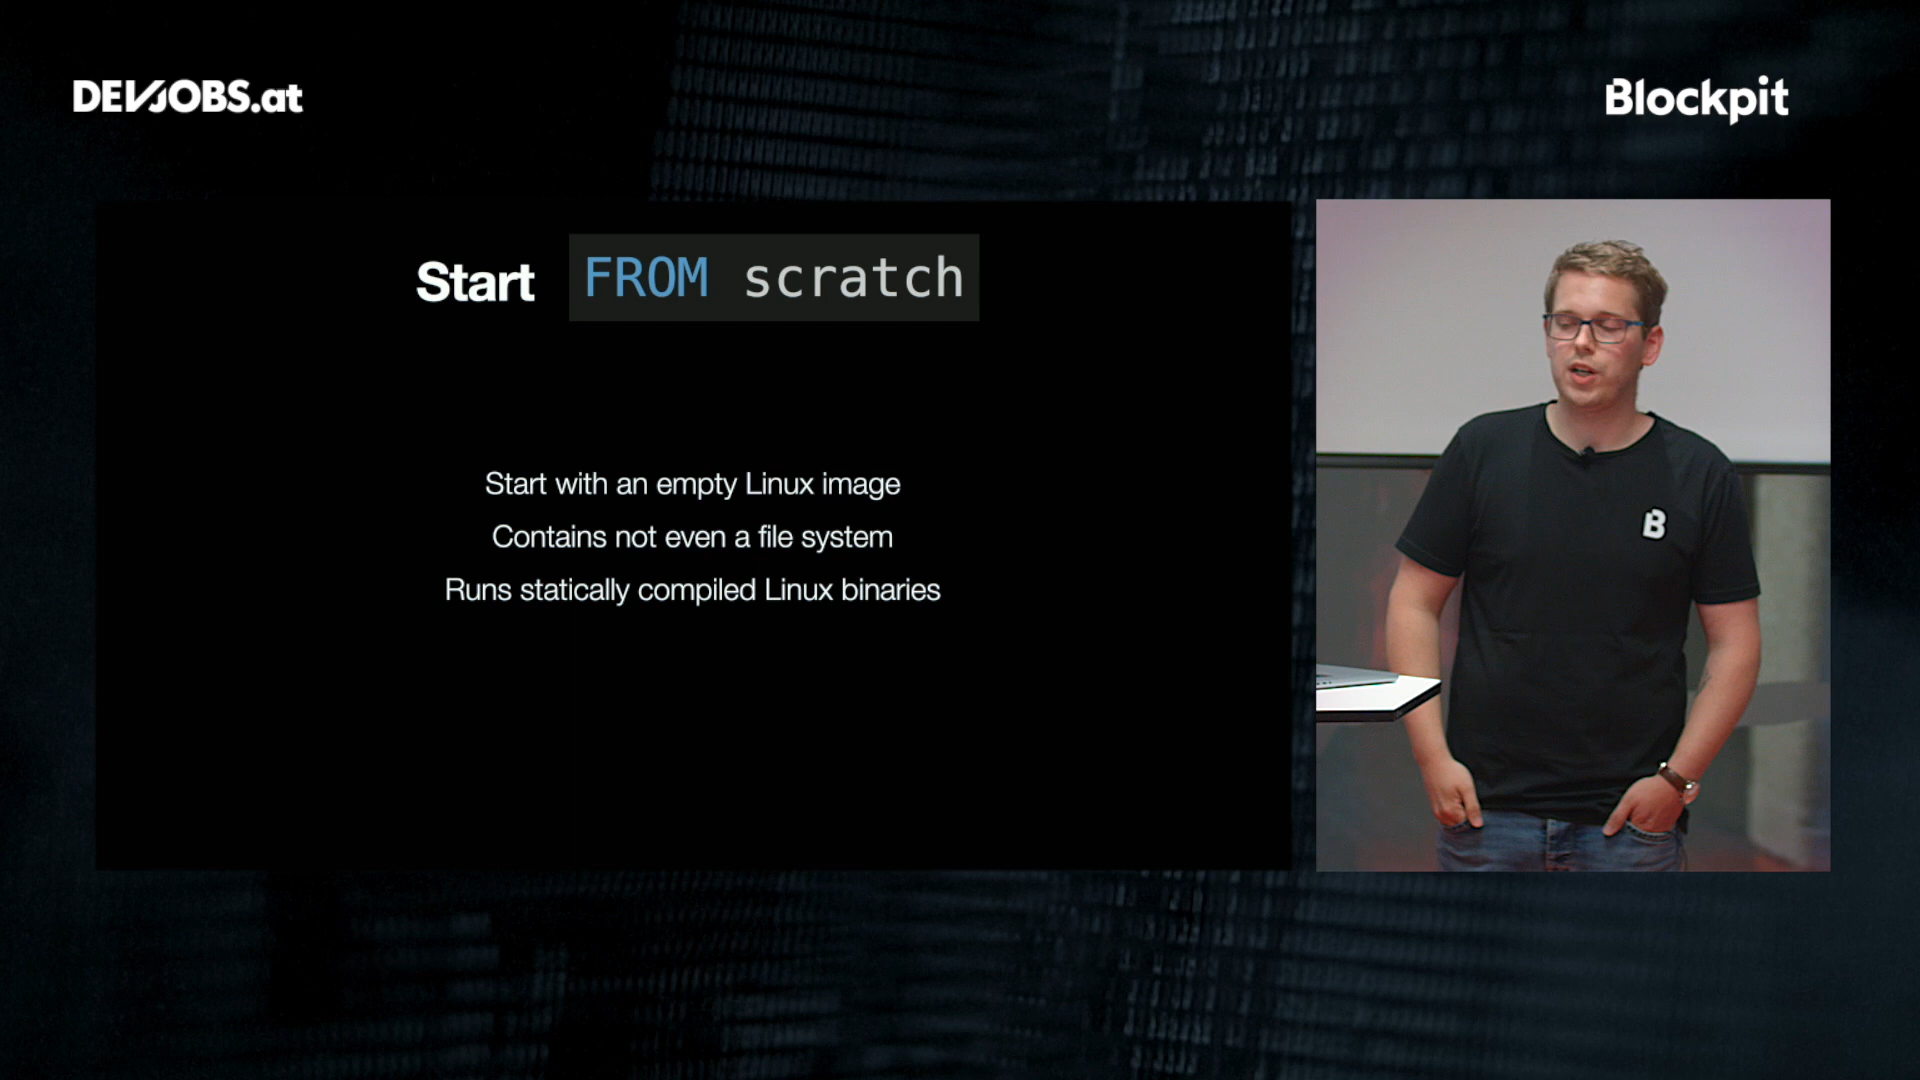 DEVJOBS.at
Blockpit
Start FROM scratch
Start with an empty Linux image
Contains not even a file system
Runs statically compiled Linux binaries
B